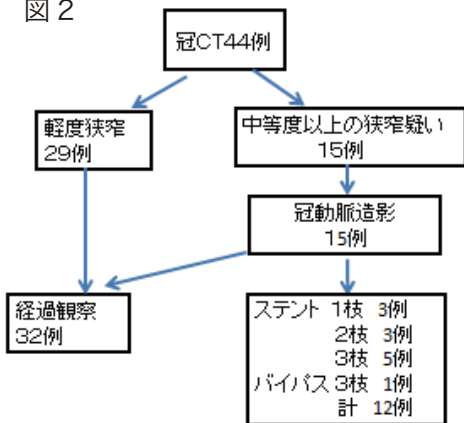 図2
冠CT44例
軽度狭窄
29例
中等度以上の狭窄疑い
15例
冠動脈造影
15例
経過観察
32例
ステント 1枝 3例
2枝 3例
3枝 5例
バイパス 3枝 1例
計 12例